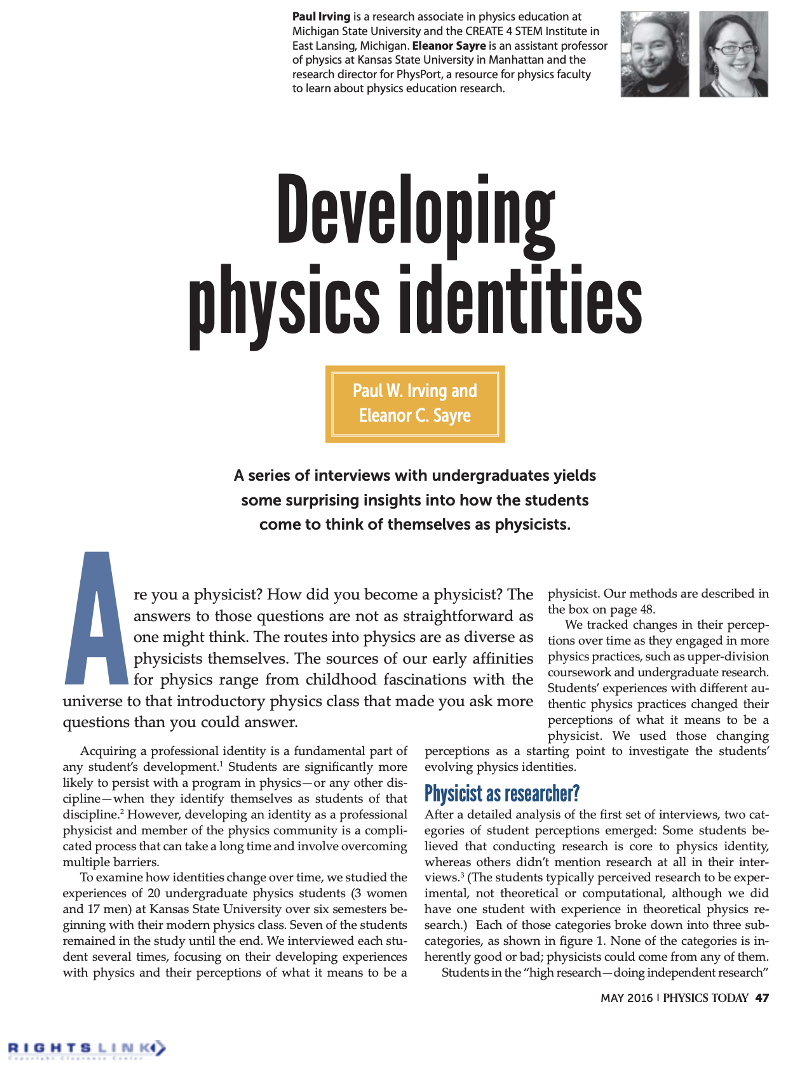 Paul Irving is a research associate in physics education at
Michigan State University and the CREATE 4 STEM Institute in
East Lansing, Michigan. Eleanor Sayre is an assistant professor
of physics at Kansas State University in Manhattan and the
research director for PhysPort, a resource for physics faculty
to learn about physics education research.
Developing
physics identities
Paul W. Irving and
Eleanor C. Sayre
A series of interviews with undergraduates yields
some surprising insights into how the students
come to think of themselves as physicists.
Are you a physicist? How did you become a physicist? The
answers to those questions are not as straightforward as
one might think. The routes into physics are as diverse as
physicists themselves. The sources of our early affinities
for physics range from childhood fascinations with the
universe to that introductory physics class that made you ask more
questions than you could answer.
Acquiring a professional identity is a fundamental part of
any student's development.1 Students are significantly more
likely to persist with a program in physics—or any other dis-
cipline—when they identify themselves as students of that
discipline.2 However, developing an identity as a professional
physicist and member of the physics community is a compli-
cated process that can take a long time and involve overcoming
multiple barriers.
To examine how identities change over time, we studied the
experiences of 20 undergraduate physics students (3 women
and 17 men) at Kansas State University over six semesters be-
ginning with their modern physics class. Seven of the students
remained in the study until the end. We interviewed each stu-
dent several times, focusing on their developing experiences
with physics and their perceptions of what it means to be a
physicist. Our methods are described in
the box on page 48.
We tracked changes in their percep-
tions over time as they engaged in more
physics practices, such as upper-division
coursework and undergraduate research.
Students' experiences with different au-
thentic physics practices changed their
perceptions of what it means to be a
physicist. We used those changing
perceptions as a starting point to investigate the students'
evolving physics identities.
Physicist as researcher?
After a detailed analysis of the first set of interviews, two cat-
egories of student perceptions emerged: Some students be-
lieved that conducting research is core to physics identity,
whereas others didn't mention research at all in their inter-
views.3 (The students typically perceived research to be exper-
imental, not theoretical or computational, although we did
have one student with experience in theoretical physics re-
search.) Each of those categories broke down into three sub-
categories, as shown in figure 1. None of the categories is in-
herently good or bad; physicists could come from any of them.
Students in the "high research—doing independent research"
MAY 2016 | PHYSICS TODAY 47
RIGHTSLINK
Copyright Clearance Center